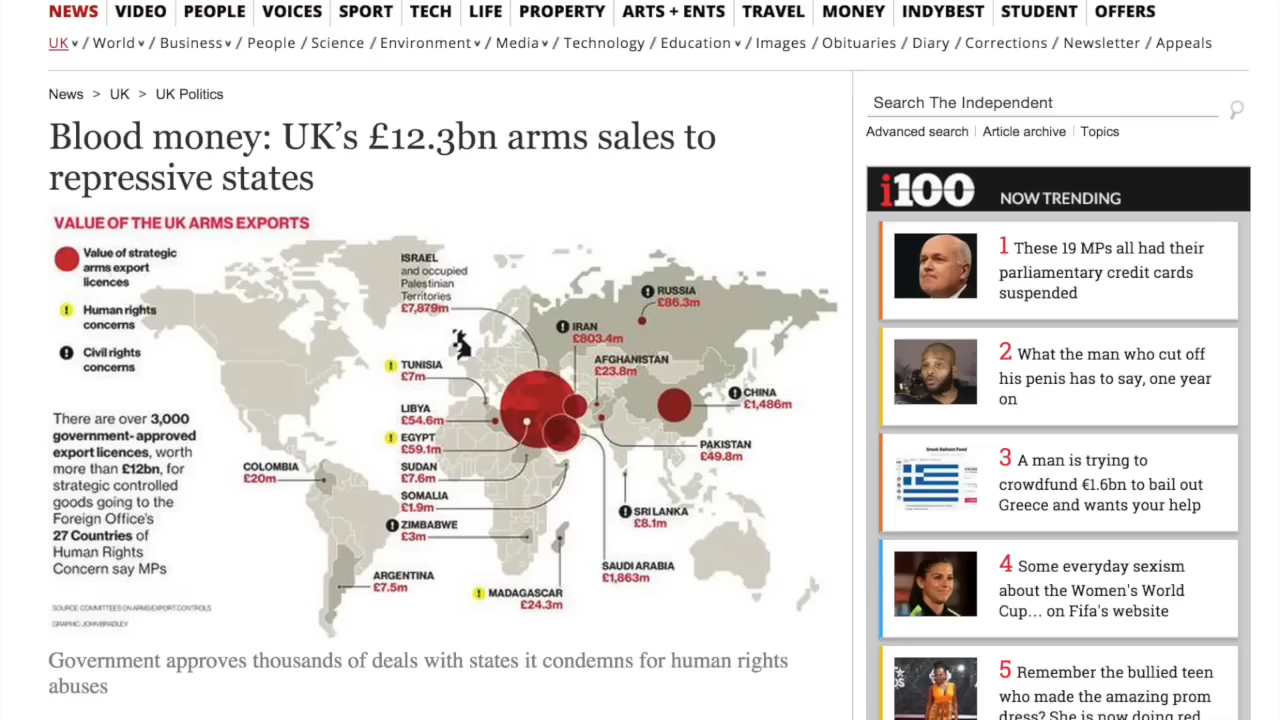 NEWS VIDEO PEOPLE VOICES SPORT TECH LIFE PROPERTY ARTS + ENTS TRAVEL MONEY INDYBEST STUDENT OFFERS
UK / World / Business / People / Science / Environment / Media / Technology / Education / Images / Obituaries / Diary / Corrections / Newsletter / Appeals
News > UK > UK Politics
Blood money: UK's £12.3bn arms sales to
repressive states
VALUE OF THE UK ARMS EXPORTS
Value of strategic
arms export
licences
Human rights
concerns
Civil rights
concerns
There are over 3,000
government- approved
export licences, worth
more than £12bn, for
strategic controlled
goods going to the
Foreign Office's
27 Countries of
Human Rights
Concern say MPs
SOURCE: COMMITTEES ON ARMS EXPORT CONTROLS
GRAPHIC: JOHN BRADLEY
ISRAEL
and occupied
Palestinian
Territories
£7,879m
RUSSIA
£86.3m
IRAN
£803.4m
AFGHANISTAN
£23.8m
TUNISIA
£7m
CHINA
£1,486m
LIBYA
£54.6m
EGYPT
£59.1m
PAKISTAN
£49.8m
COLOMBIA
£20m
SUDAN
£7.6m
SOMALIA
£1.9m
SRI LANKA
£8.1m
ZIMBABWE
£3m
SAUDI ARABIA
£1,863m
ARGENTINA
£7.5m
MADAGASCAR
£24.3m
Government approves thousands of deals with states it condemns for human rights
abuses
Search The Independent
Advanced search | Article archive | Topics
i100 NOW TRENDING
1 These 19 MPs all had their
parliamentary credit cards
suspended
2 What the man who cut off
his penis has to say, one year
on
3 A man is trying to
crowdfund €1.6bn to bail out
Greece and wants your help
4 Some everyday sexism
about the Women's World
Cup... on Fifa's website
5 Remember the bullied teen
who made the amazing prom
dress? She is now doing red